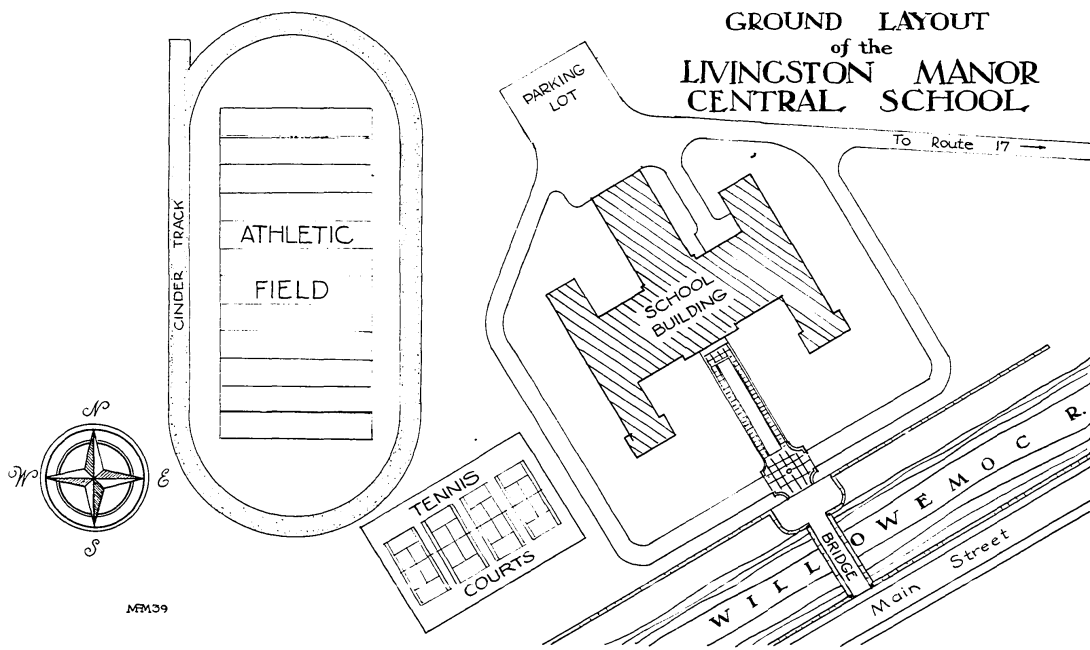 GROUND LAYOUT
of the
LIVINGSTON MANOR
CENTRAL SCHOOL
PARKING
LOT
To Route 17
CINDER TRACK
ATHLETIC
FIELD
SCHOOL
BUILDING
N
W
E
S
TENNIS
COURTS
WILLOWEMOC R.
BRIDGE
Main Street
MFM39